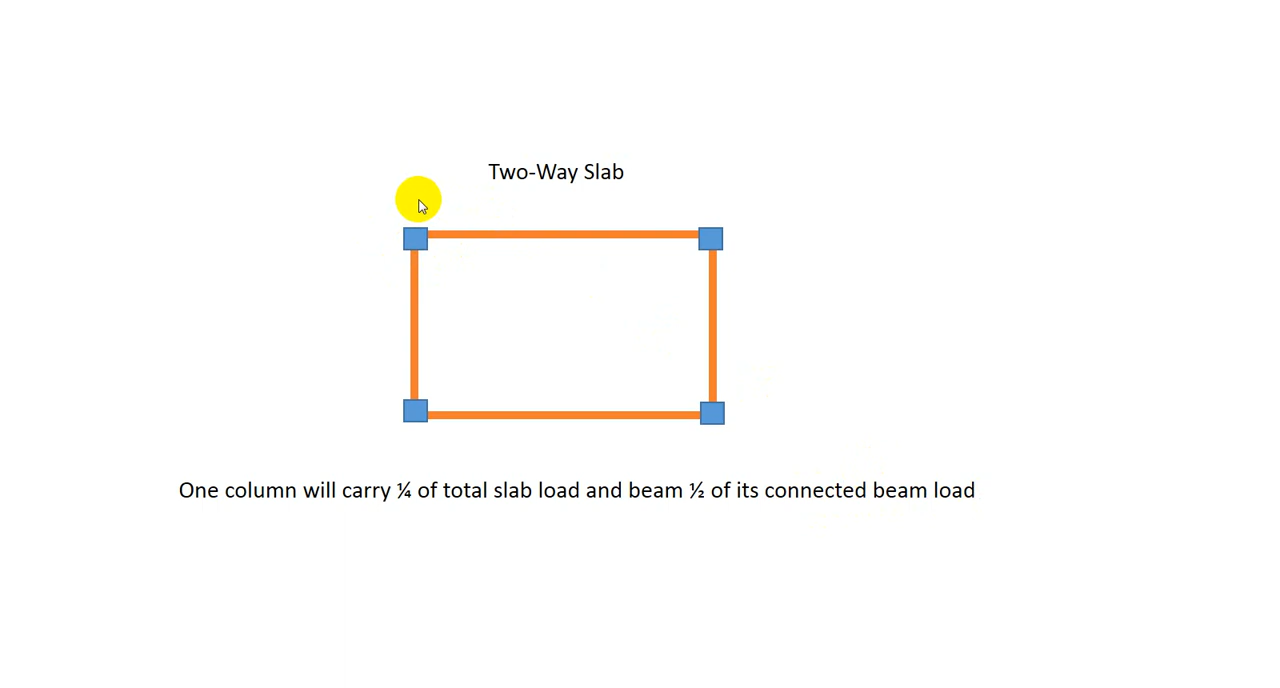 Two-Way Slab
One column will carry ¼ of total slab load and beam ½ of its connected beam load